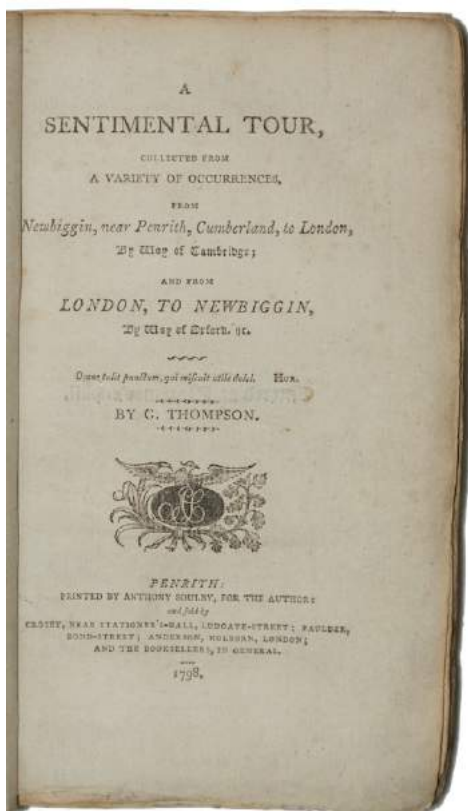 A
SENTIMENTAL TOUR,
COLLECTED FROM
A VARIETY OF OCCURRENCES,
FROM
Newbiggin, near Penrith, Cumberland, to London,
By Way of Cambridge;
AND FROM
LONDON, TO NEWBIGGIN,
By Way of Oxford, &c.
Omne tulit punctum, qui miscuit utile dulci. HOR.
BY G. THOMPSON.
PENRITH:
PRINTED BY ANTHONY SOULBY, FOR THE AUTHOR:
and sold by
CROSBY, NEAR STATIONER'S-HALL, LUDGATE-STREET; FAULDER,
BOND-STREET; ANDERSON, HOLBORN, LONDON;
AND THE BOOKSELLERS, IN GENERAL.
1798.